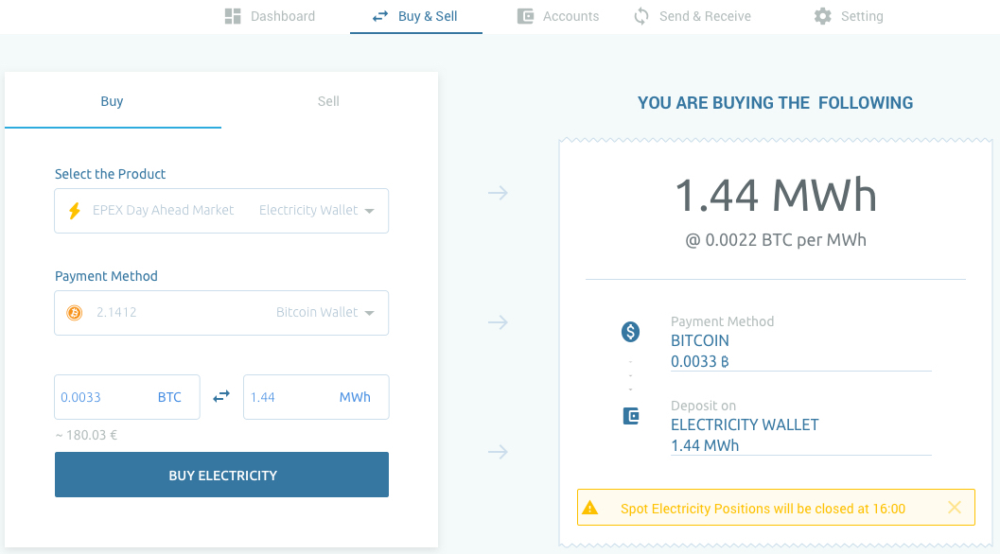 Dashboard
Buy & Sell
Accounts
Send & Receive
Setting
Buy
Sell
Select the Product
EPEX Day Ahead Market
Electricity Wallet
Payment Method
2.1412
Bitcoin Wallet
0.0033 BTC
1.44 MWh
~ 180.03 €
BUY ELECTRICITY
YOU ARE BUYING THE FOLLOWING
1.44 MWh
@ 0.0022 BTC per MWh
Payment Method
BITCOIN
0.0033 ฿
Deposit on
ELECTRICITY WALLET
1.44 MWh
Spot Electricity Positions will be closed at 16:00